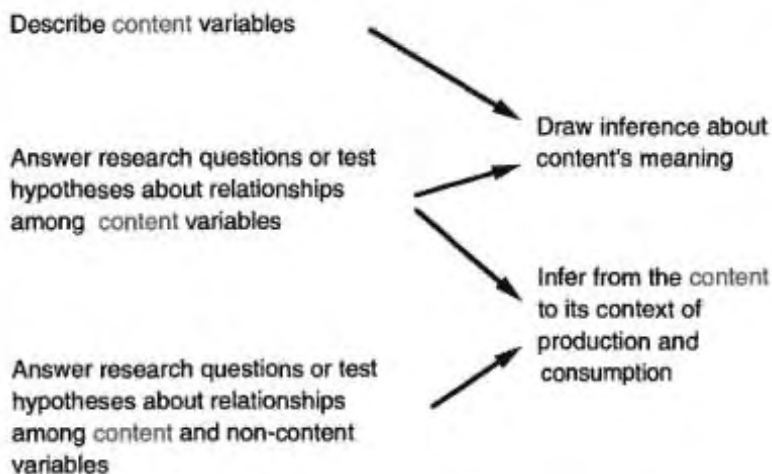 Describe content variables
Draw inference about
content's meaning
Answer research questions or test
hypotheses about relationships
among content variables
Infer from the content
to its context of
production and
consumption
Answer research questions or test
hypotheses about relationships
among content and non-content
variables